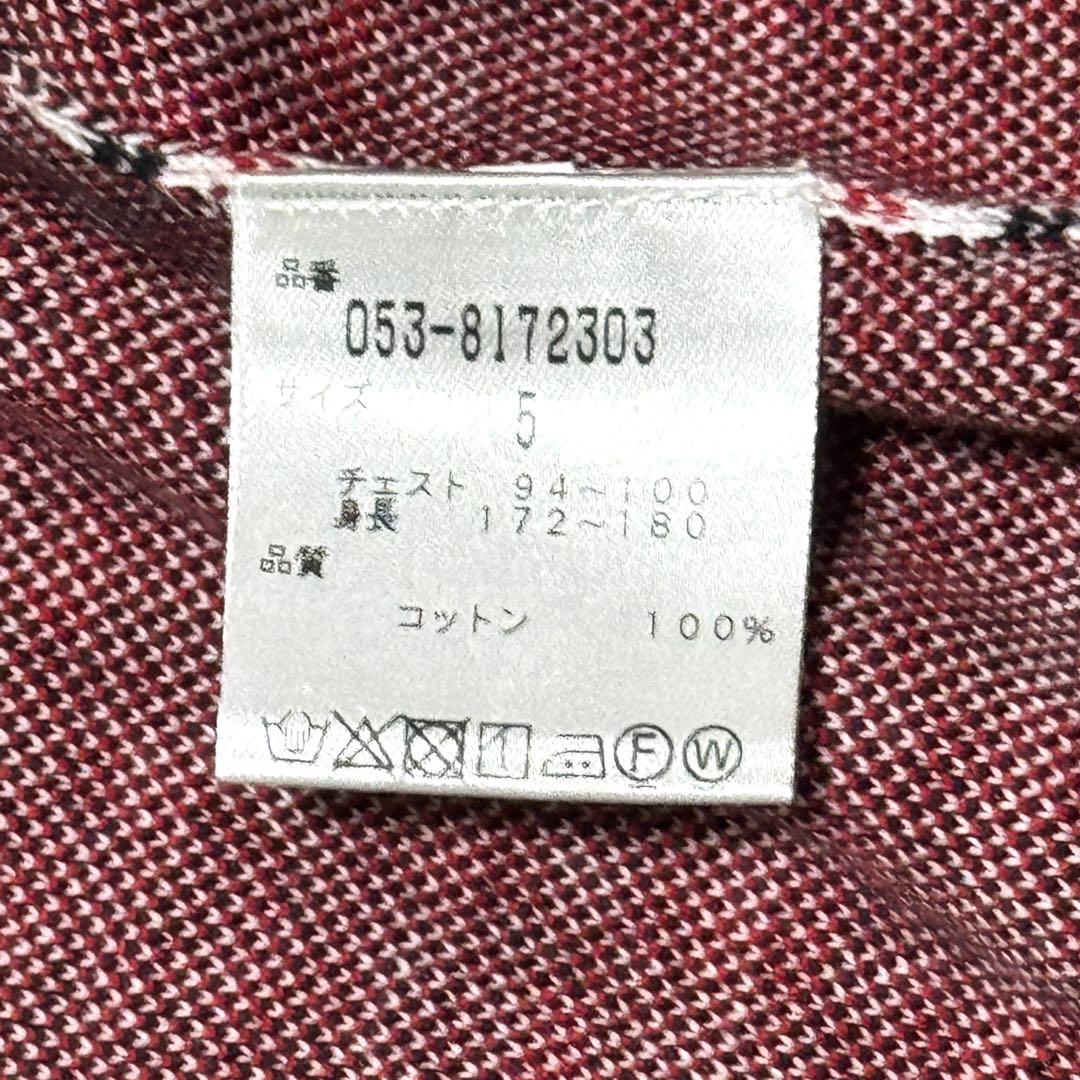 品番
053-8172303
サイズ 5
チェスト 94~100
身長 172~180
品質
コットン 100%
F W